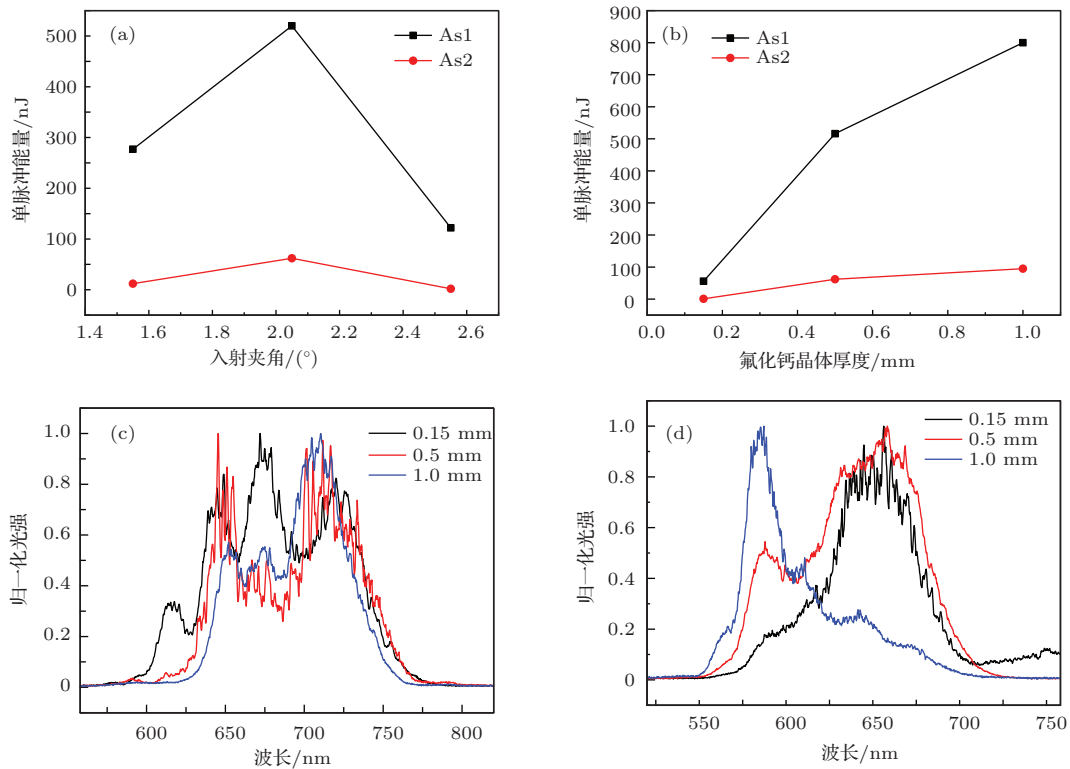 (a)
As1
As2
500
400
300
200
100
0
单脉冲能量/nJ
1.4 1.6 1.8 2.0 2.2 2.4 2.6
入射夹角/(°)
(b)
As1
As2
900
800
700
600
500
400
300
200
100
0
单脉冲能量/nJ
0.0 0.2 0.4 0.6 0.8 1.0
氟化钙晶体厚度/mm
(c)
0.15 mm
0.5 mm
1.0 mm
1.0
0.8
0.6
0.4
0.2
0
归一化光强
600 650 700 750 800
波长/nm
(d)
0.15 mm
0.5 mm
1.0 mm
1.0
0.8
0.6
0.4
0.2
0
归一化光强
550 600 650 700 750
波长/nm